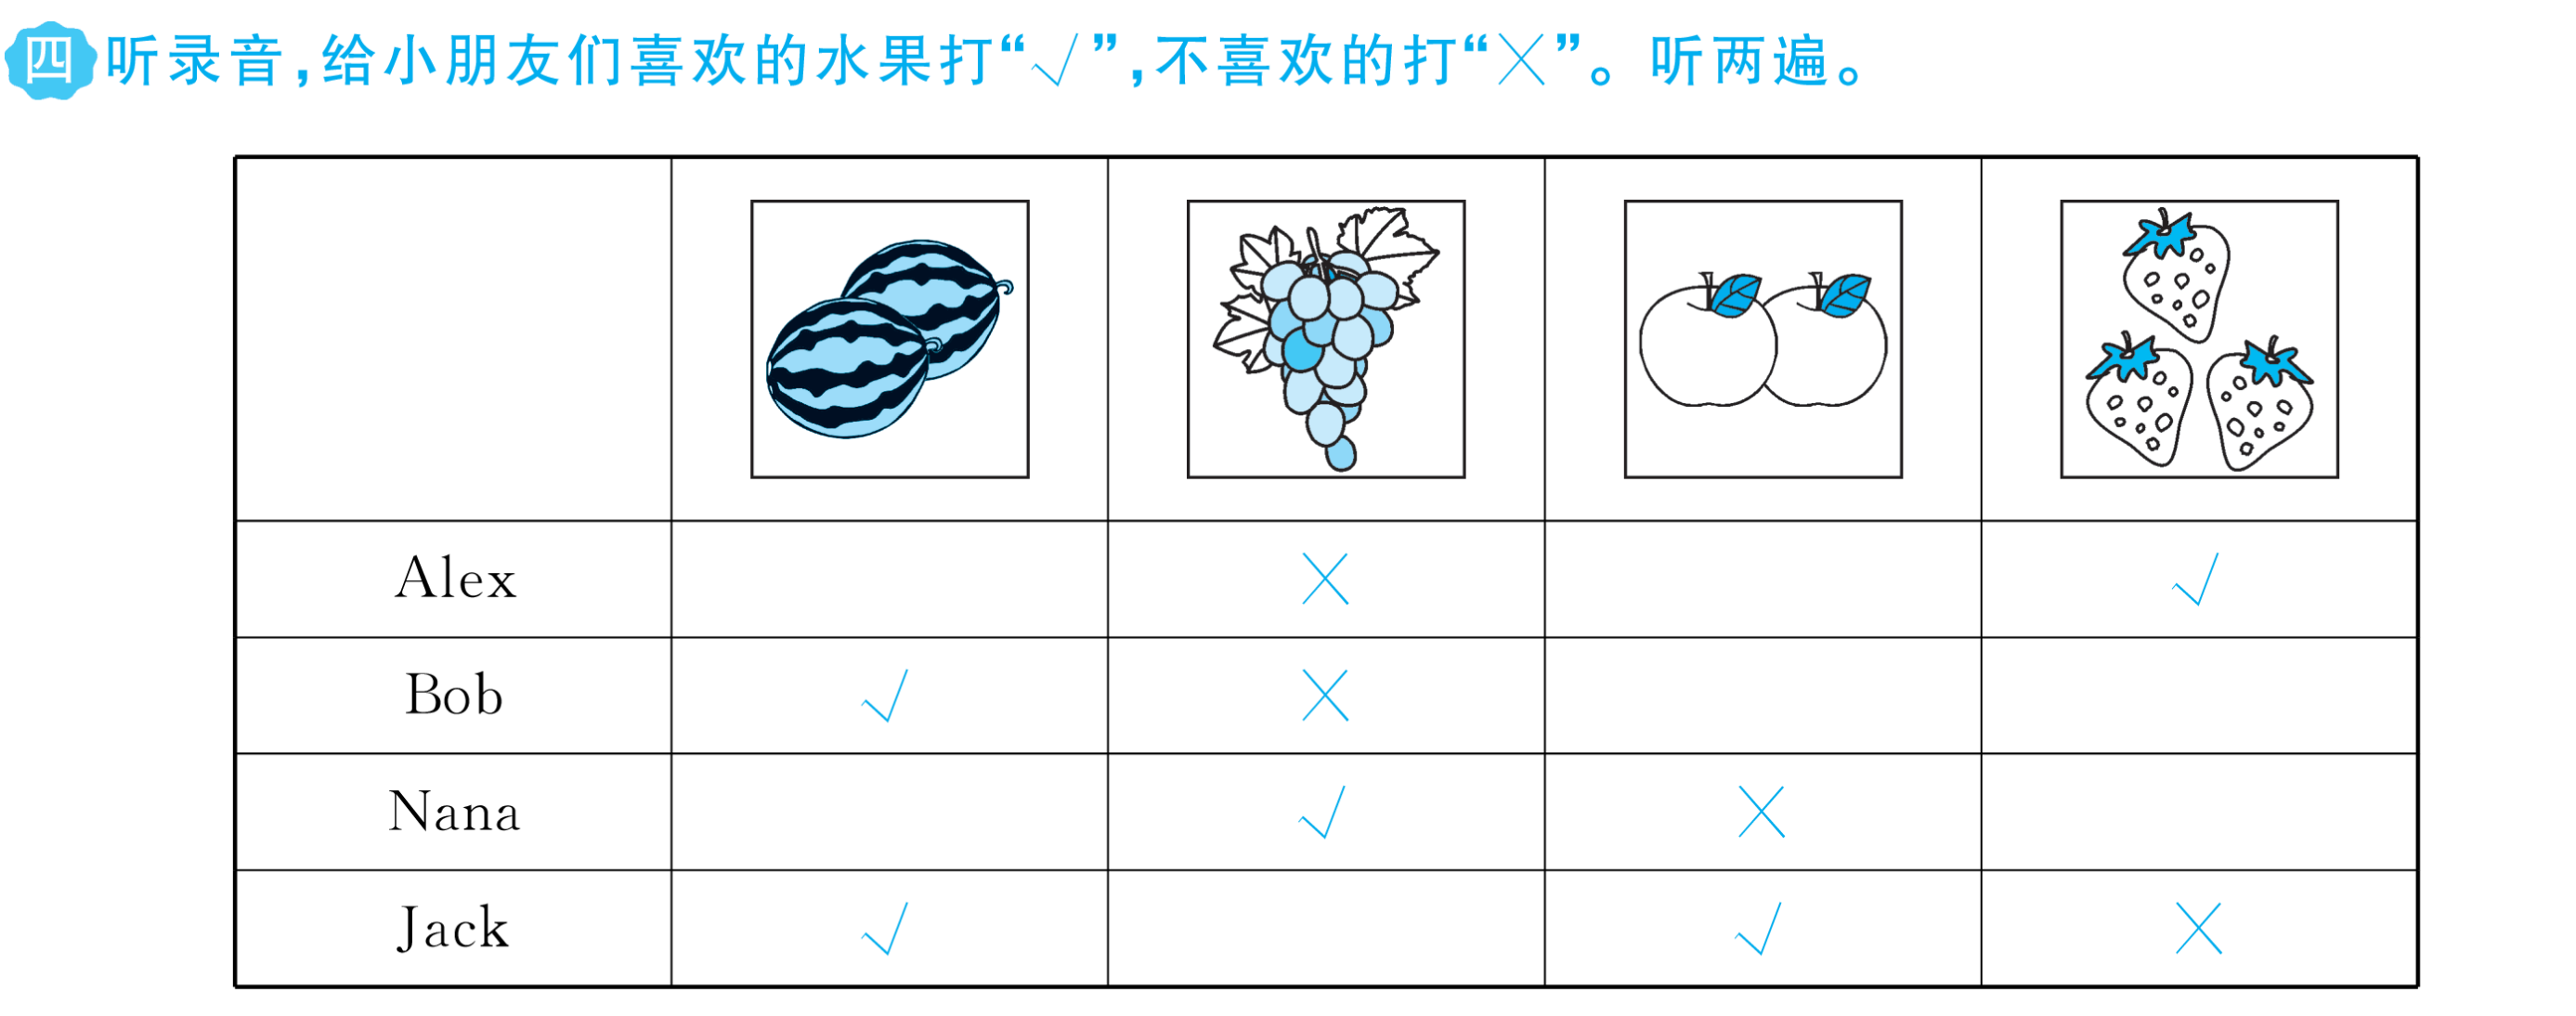 四 听录音,给小朋友们喜欢的水果打“√”,不喜欢的打“×”。听两遍。
Alex × √
Bob √ ×
Nana √ ×
Jack √ √ ×